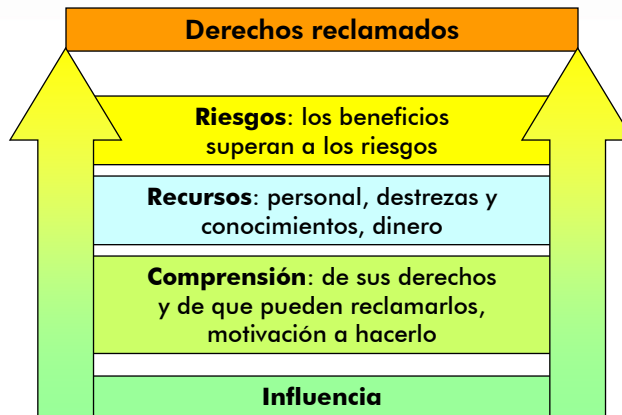 Derechos reclamados
Riesgos: los beneficios
superan a los riesgos
Recursos: personal, destrezas y
conocimientos, dinero
Comprensión: de sus derechos
y de que pueden reclamarlos,
motivación a hacerlo
Influencia